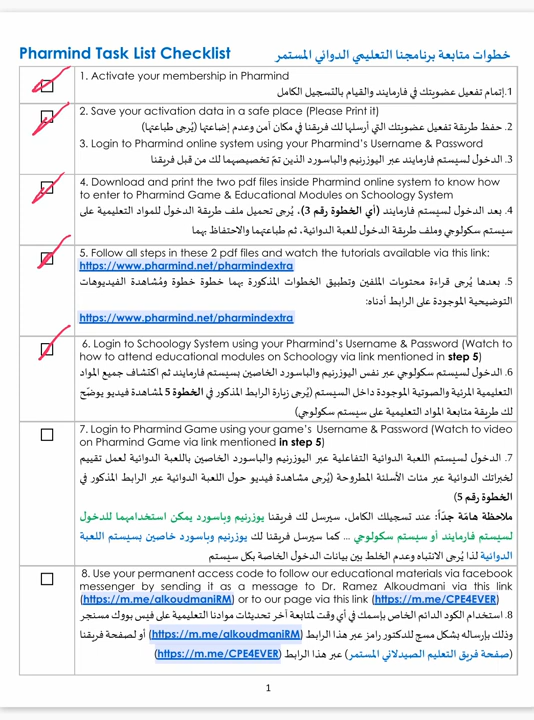 Pharmind Task List Checklist خطوات متابعة برنامجنا التعليمي الدوائي المستمر
1. Activate your membership in Pharmind
1.إتمام تفعيل عضويتك في فارمايند والقيام بالتسجيل الكامل
2. Save your activation data in a safe place (Please Print it)
2. حفظ طريقة تفعيل عضويتك التي أرسلها لك فريقنا في مكان آمن وعدم إضاعتها (يُرجى طباعتها)
3. Login to Pharmind online system using your Pharmind's Username & Password
3. الدخول لسيستم فارمايند عبر اليوزرنيم والباسورد الذين تمّ تخصيصهما لك من قبل فريقنا
4. Download and print the two pdf files inside Pharmind online system to know how
to enter to Pharmind Game & Educational Modules on Schoology System
4. بعد الدخول لسيستم فارمايند (أي الخطوة رقم 3)، يُرجى تحميل ملف طريقة الدخول للمواد التعليمية على
سيستم سكولوجي وملف طريقة الدخول للعبة الدوائية، ثم طباعتهما والاحتفاظ بهما
5. Follow all steps in these 2 pdf files and watch the tutorials available via this link:
https://www.pharmind.net/pharmindextra
5. بعدها يُرجى قراءة محتويات الملفين وتطبيق الخطوات المذكورة بهما خطوة خطوة ومُشاهدة الفيديوهات
التوضيحية الموجودة على الرابط أدناه:
https://www.pharmind.net/pharmindextra
6. Login to Schoology System using your Pharmind's Username & Password (Watch to
how to attend educational modules on Schoology via link mentioned in step 5)
6. الدخول لسيستم سكولوجي عبر نفس اليوزرنيم والباسورد الخاصين بسيستم فارمايند ثم اكتشاف جميع المواد
التعليمية المرئية والصوتية الموجودة داخل السيستم (يُرجى زيارة الرابط المذكور في الخطوة 5 لمشاهدة فيديو يوضّح
لك طريقة متابعة المواد التعليمية على سيستم سكولوجي)
7. Login to Pharmind Game using your game's Username & Password (Watch to video
on Pharmind Game via link mentioned in step 5)
7. الدخول لسيستم اللعبة الدوائية التفاعلية عبر اليوزرنيم والباسورد الخاصين باللعبة الدوائية لعمل تقييم
لخبراتك الدوائية عبر مئات الأسئلة المطروحة (يُرجى مشاهدة فيديو حول اللعبة الدوائية عبر الرابط المذكور في
الخطوة رقم 5)
ملاحظة هامة جداً: عند تسجيلك الكامل، سيرسل لك فريقنا يوزرنيم وباسورد يمكن استخدامهما للدخول
لسيستم فارمايند أو سيستم سكولوجي ... كما سيرسل فريقنا لك يوزرنيم وباسورد خاصين بسيستم اللعبة
الدوائية لذا يُرجى الانتباه وعدم الخلط بين بيانات الدخول الخاصة بكل سيستم
8. Use your permanent access code to follow our educational materials via facebook
messenger by sending it as a message to Dr. Ramez Alkoudmani via this link
(https://m.me/alkoudmaniRM) or to our page via this link (https://m.me/CPE4EVER)
8. استخدام الكود الدائم الخاص بإسمك في أي وقت لمتابعة آخر تحديثات موادنا التعليمية على فيس بووك مسنجر
وذلك بإرساله بشكل مسج للدكتور رامز عبر هذا الرابط (https://m.me/alkoudmaniRM) أو لصفحة فريقنا
(صفحة فريق التعليم الصيدلاني المستمر) عبر هذا الرابط (https://m.me/CPE4EVER)
1